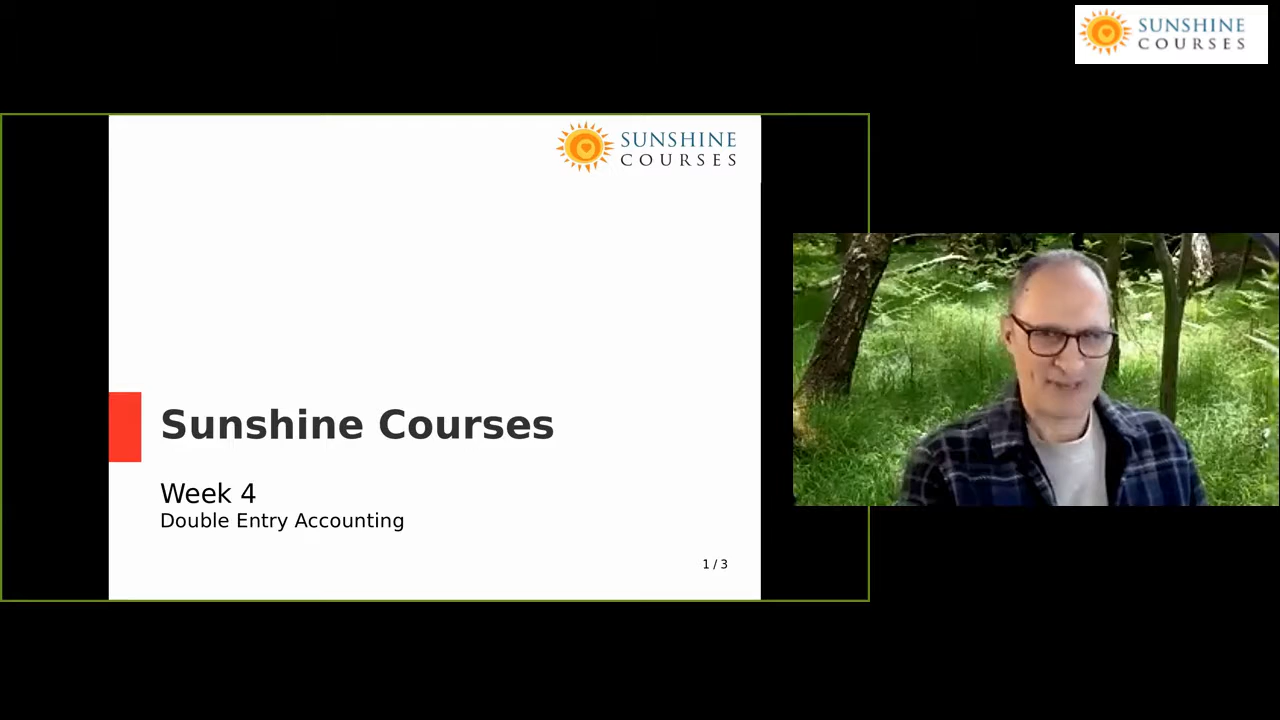 SUNSHINE
COURSES
SUNSHINE
COURSES
Sunshine Courses
Week 4
Double Entry Accounting
1 / 3